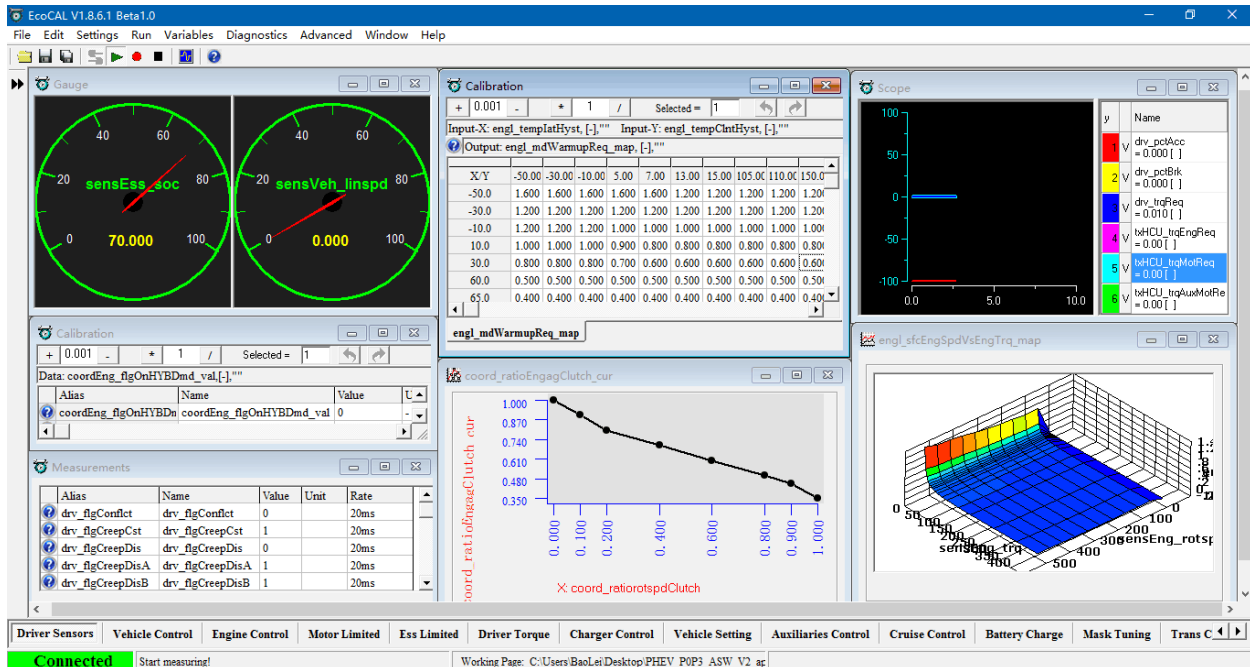 EcoCAL V1.8.6.1 Beta1.0
File Edit Settings Run Variables Diagnostics Advanced Window Help
Gauge
40 60
20 sensEss_soc 80
0 70.000 100
40 60
20 sensVeh_linspd 80
0 0.000 100
Calibration
+ 0.001 - * 1 / Selected = 1
Input-X: engl_tempIatHyst, [-],"" Input-Y: engl_tempClntHyst, [-],""
Output: engl_mdWarmupReq_map, [-],""
X/Y -50.00 -30.00 -10.00 5.00 7.00 13.00 15.00 105.00 110.00 150.0
-50.0 1.600 1.600 1.600 1.600 1.600 1.200 1.200 1.200 1.200 1.200
-30.0 1.200 1.200 1.200 1.200 1.200 1.200 1.200 1.200 1.200 1.200
-10.0 1.200 1.200 1.200 1.000 1.000 1.000 1.000 1.000 1.000 1.000
10.0 1.000 1.000 1.000 0.900 0.800 0.800 0.800 0.800 0.800 0.800
30.0 0.800 0.800 0.800 0.700 0.600 0.600 0.600 0.600 0.600 0.600
60.0 0.500 0.500 0.500 0.500 0.500 0.500 0.500 0.500 0.500 0.500
65.0 0.400 0.400 0.400 0.400 0.400 0.400 0.400 0.400 0.400 0.400
engl_mdWarmupReq_map
Scope
100
50
0
-50
-100
0.0 5.0 10.0
y Name
1 V drv_pctAcc
= 0.000 [ ]
2 V drv_pctBrk
= 0.000 [ ]
3 V drv_trqReq
= 0.010 [ ]
4 V txHCU_trqEngReq
= 0.00 [ ]
5 V txHCU_trqMotReq
= 0.00 [ ]
6 V txHCU_trqAuxMotRe
= 0.00 [ ]
Calibration
+ 0.001 - * 1 / Selected = 1
Data: coordEng_flgOnHYBDmd_val,[-],""
Alias Name Value U
coordEng_flgOnHYBDn coordEng_flgOnHYBDmd_val 0 -
Measurements
Alias Name Value Unit Rate
drv_flgConflct drv_flgConflct 0 20ms
drv_flgCreepCst drv_flgCreepCst 1 20ms
drv_flgCreepDis drv_flgCreepDis 0 20ms
drv_flgCreepDisA drv_flgCreepDisA 1 20ms
drv_flgCreepDisB drv_flgCreepDisB 1 20ms
coord_ratioEngagClutch_cur
coord_ratioEngagClutch_cur
1.000
0.870
0.740
0.610
0.480
0.350
0.000 0.100 0.200 0.400 0.600 0.800 0.900 1.000
X: coord_ratiorotspdClutch
engl_sfcEngSpdVsEngTrq_map
0 50 100 150 200 250 300 350 400
sensEng_trq
0 100 200 300 400 500
sensEng_rotsp
Driver Sensors Vehicle Control Engine Control Motor Limited Ess Limited Driver Torque Charger Control Vehicle Setting Auxiliaries Control Cruise Control Battery Charge Mask Tuning Trans C
Connected Start measuring! Working Page: C:\Users\BaoLei\Desktop\PHEV_P0P3_ASW_V2_ap